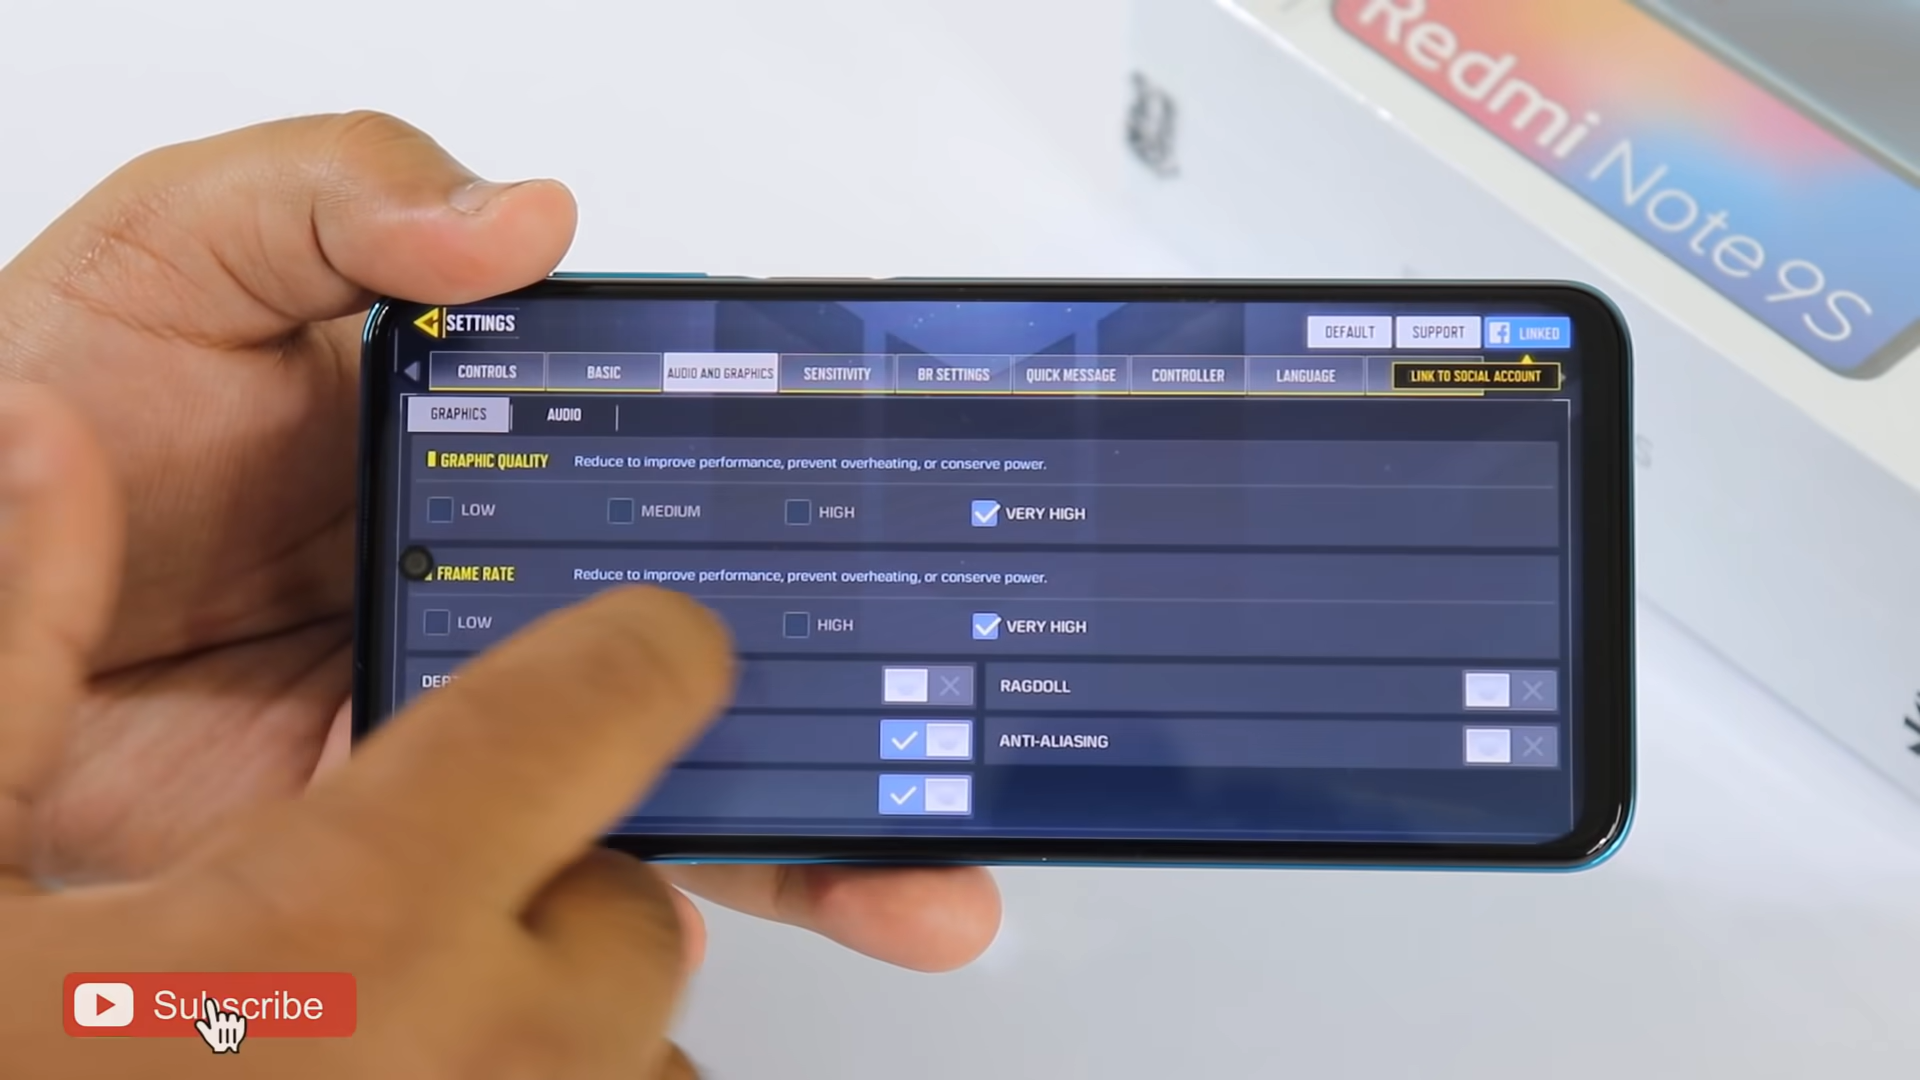 Redmi Note 9S
SETTINGS
DEFAULT
SUPPORT
LINKED
CONTROLS
BASIC
AUDIO AND GRAPHICS
SENSITIVITY
BR SETTINGS
QUICK MESSAGE
CONTROLLER
LANGUAGE
LINK TO SOCIAL ACCOUNT
GRAPHICS
AUDIO
GRAPHIC QUALITY Reduce to improve performance, prevent overheating, or conserve power.
LOW
MEDIUM
HIGH
VERY HIGH
FRAME RATE Reduce to improve performance, prevent overheating, or conserve power.
LOW
HIGH
VERY HIGH
RAGDOLL
ANTI-ALIASING
Subscribe